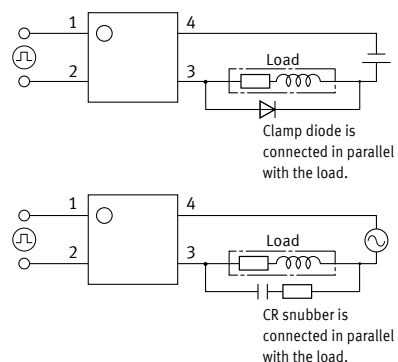 1 4
Load
2 3
Clamp diode is
connected in parallel
with the load.
1 4
Load
2 3
CR snubber is
connected in parallel
with the load.